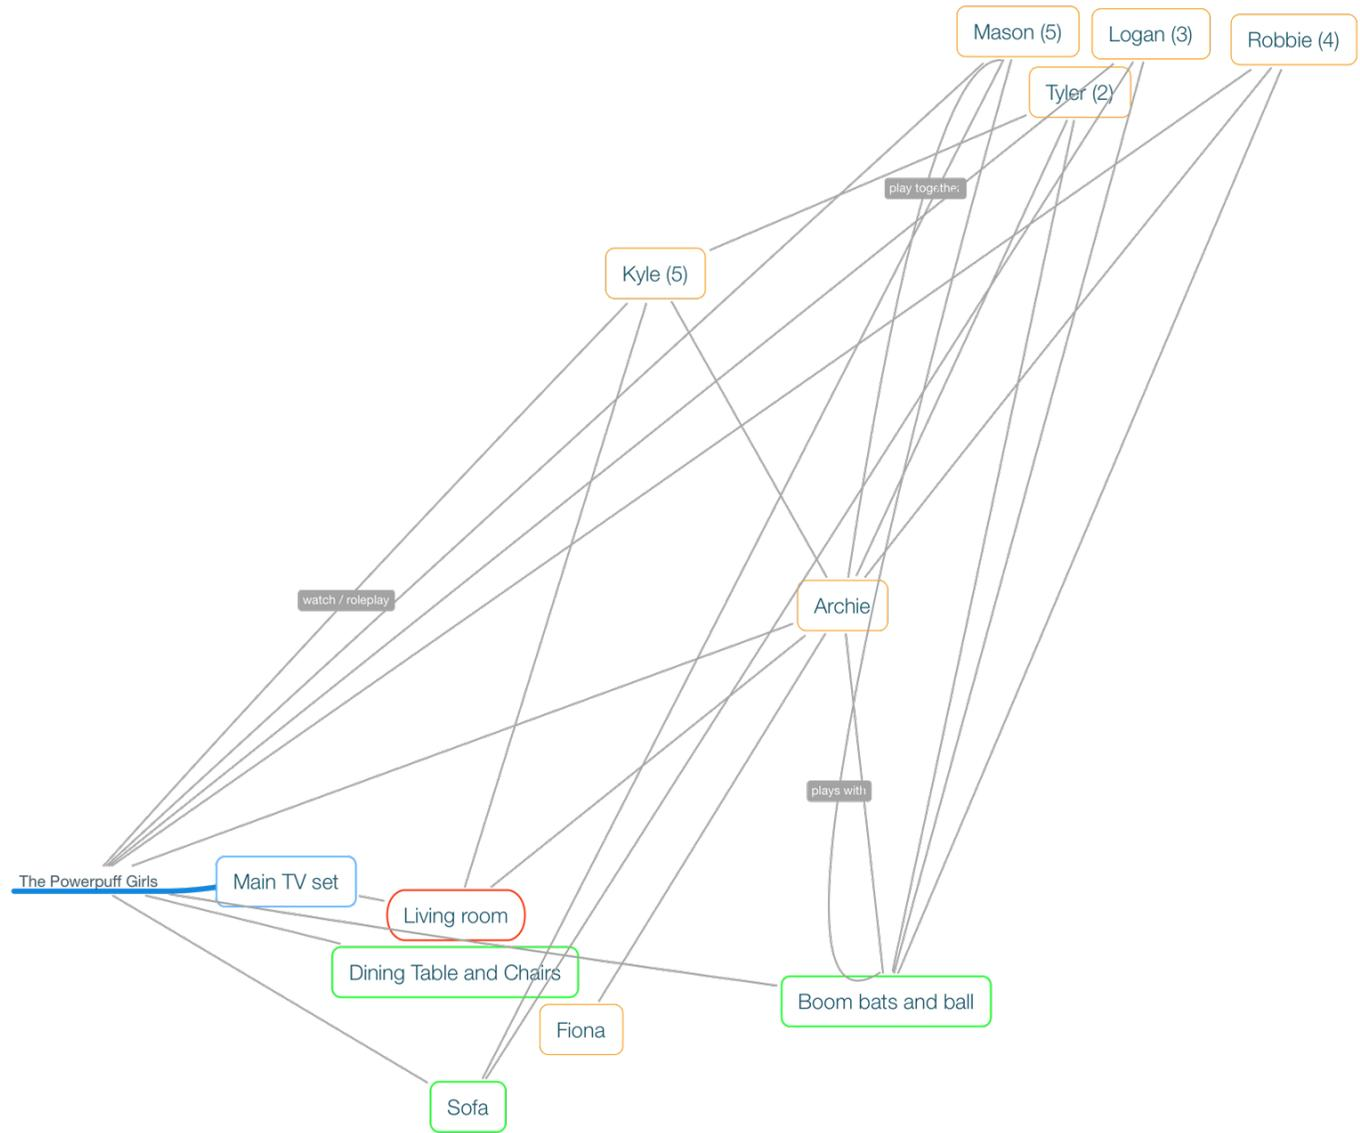 Mason (5)
Logan (3)
Robbie (4)
Tyler (2)
play together
Kyle (5)
watch / roleplay
Archie
plays with
The Powerpuff Girls
Main TV set
Living room
Dining Table and Chairs
Boom bats and ball
Fiona
Sofa